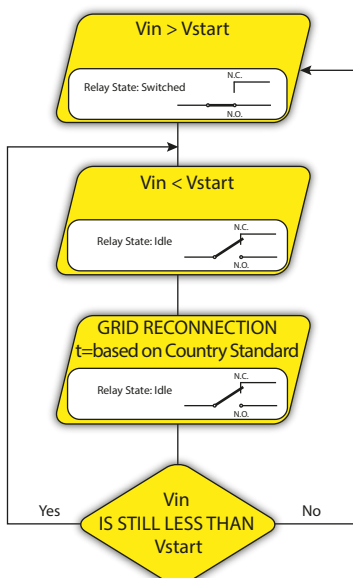 Vin > Vstart
N.C.
Relay State: Switched
N.O.
Vin < Vstart
N.C.
Relay State: Idle
N.O.
GRID RECONNECTION
t=based on Country Standard
N.C.
Relay State: Idle
N.O.
Yes
Vin
IS STILL LESS THAN
Vstart
No